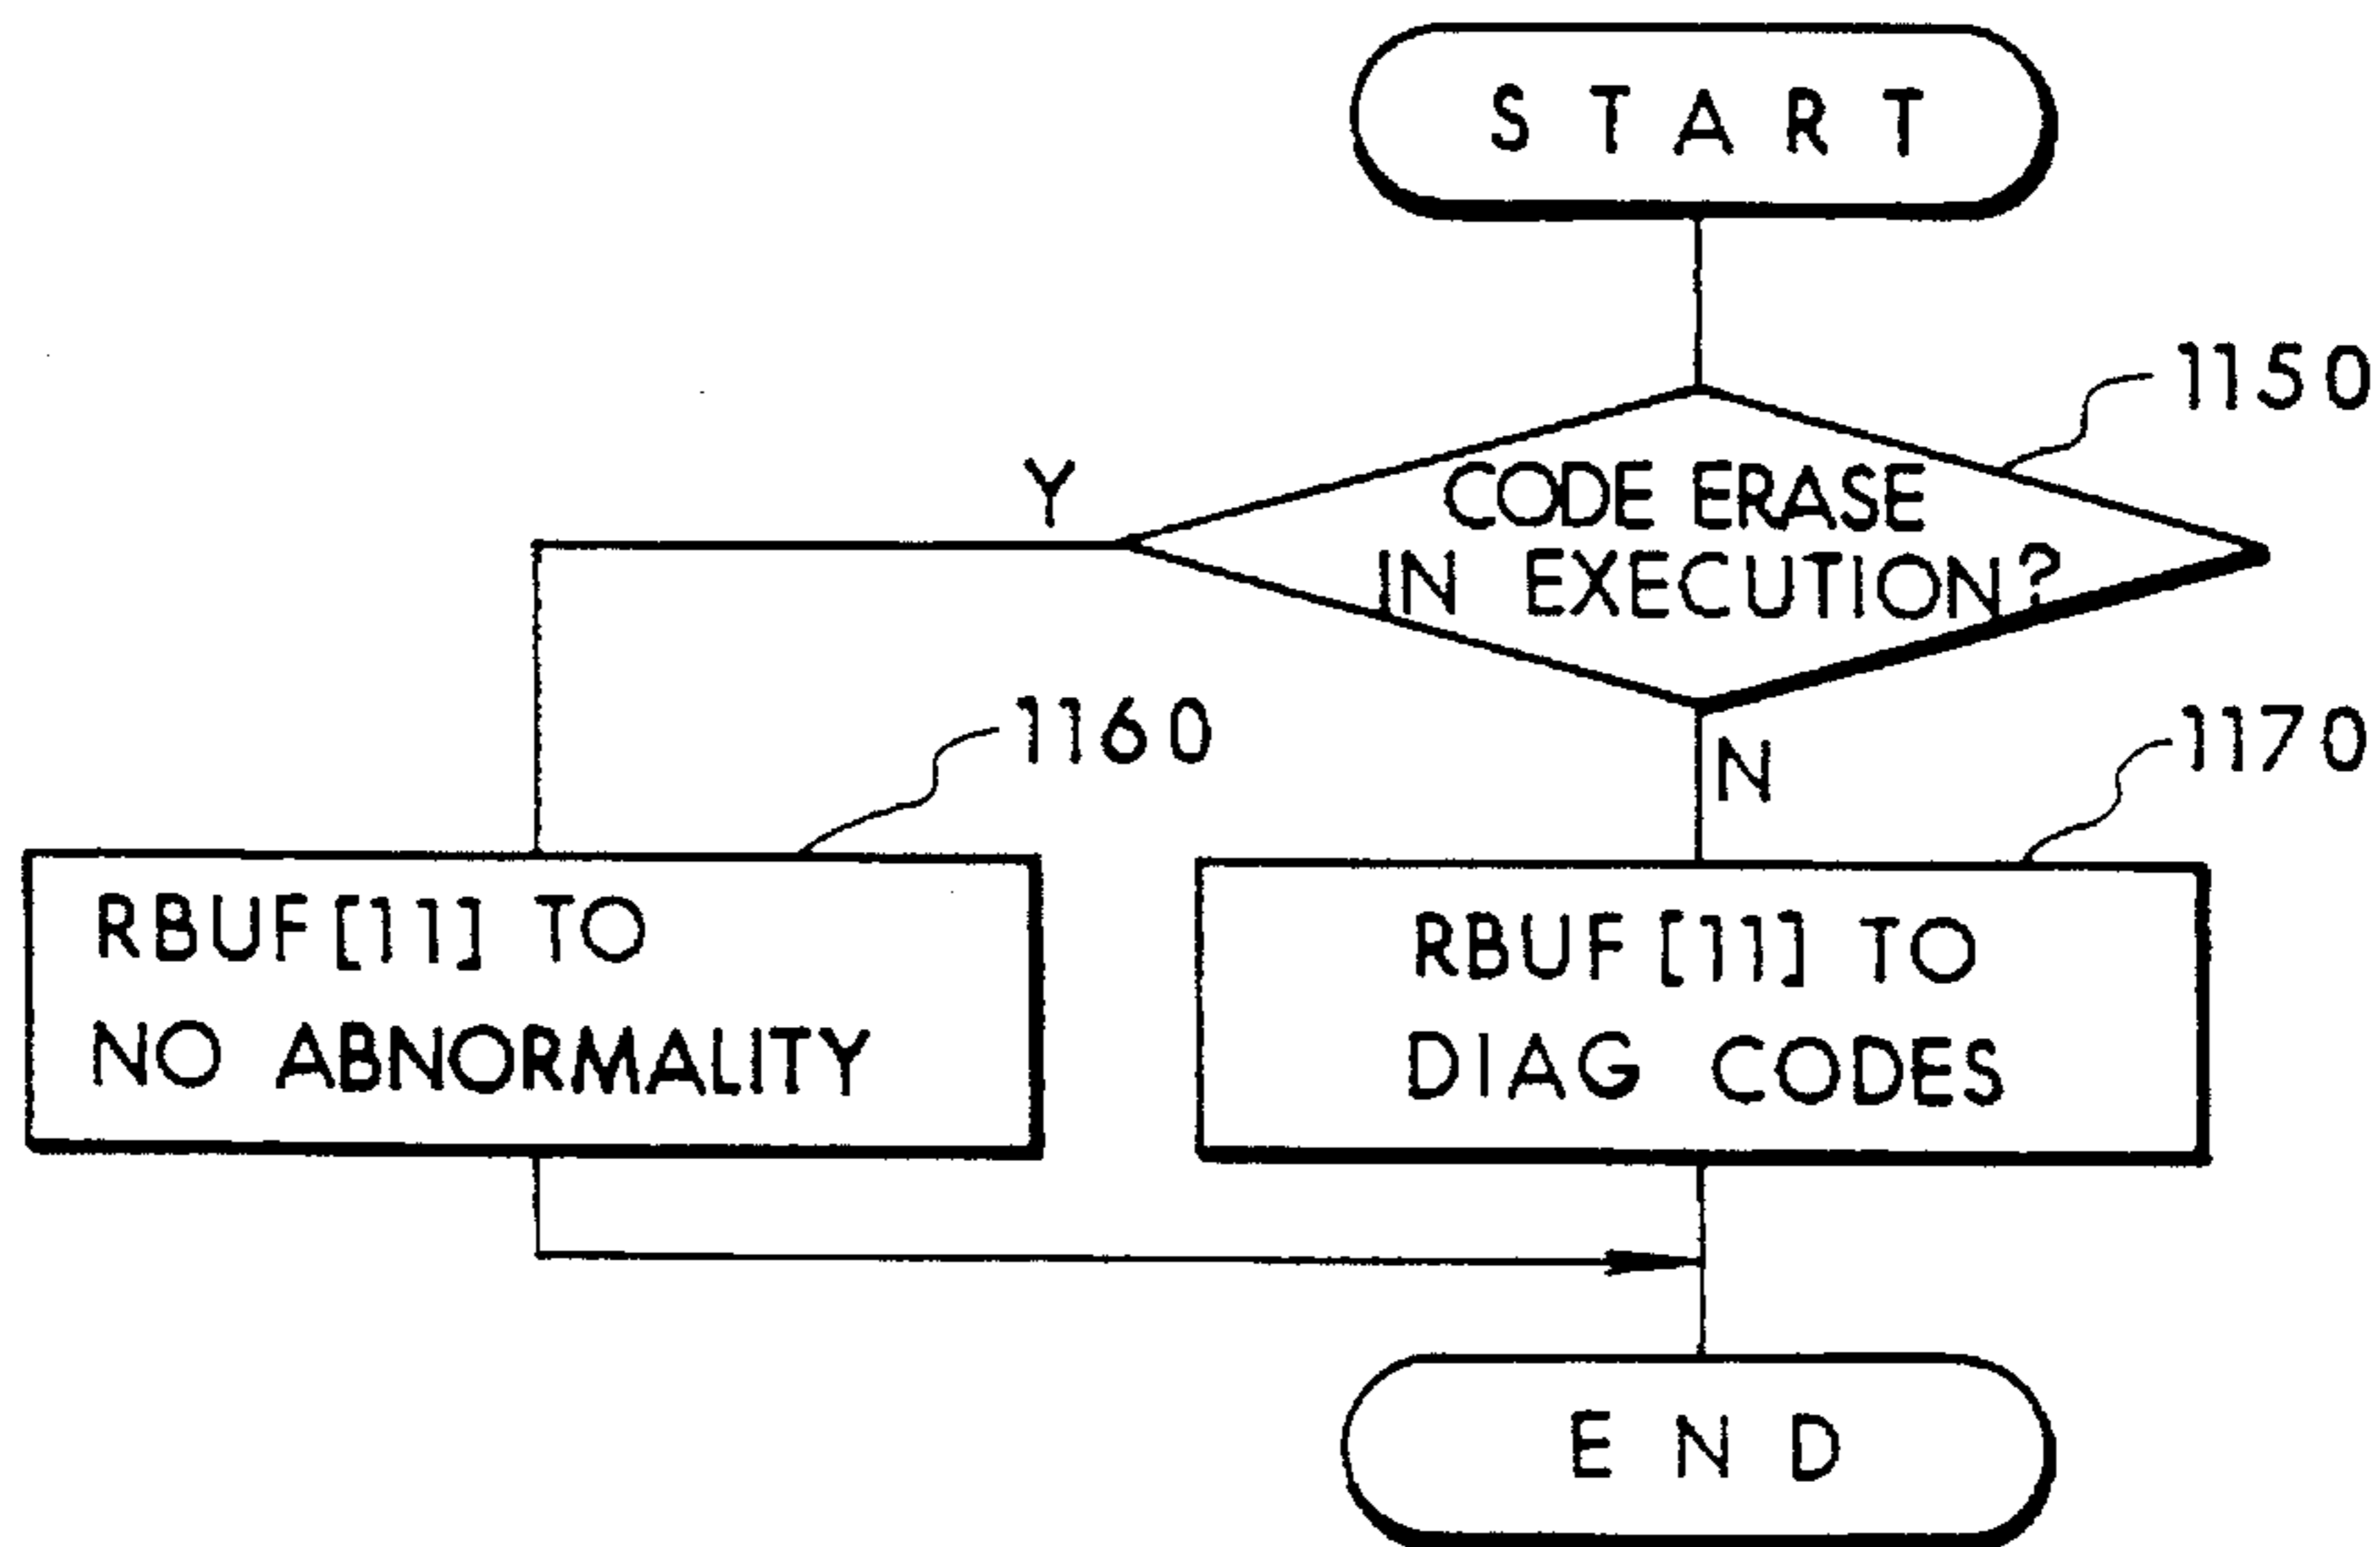 START
1150
CODE ERASE
IN EXECUTION?
Y
N
1160
1170
RBUF[11] TO
NO ABNORMALITY
RBUF[11] TO
DIAG CODES
END